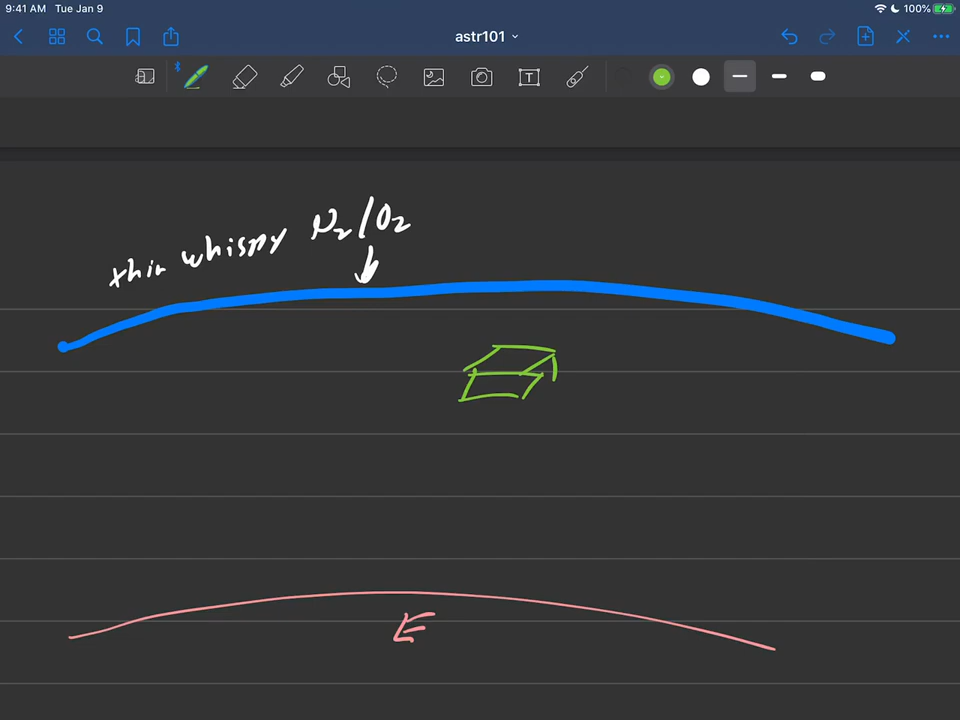 9:41 AM Tue Jan 9
100%
astr101
T
thin whispy N₂/O₂
E